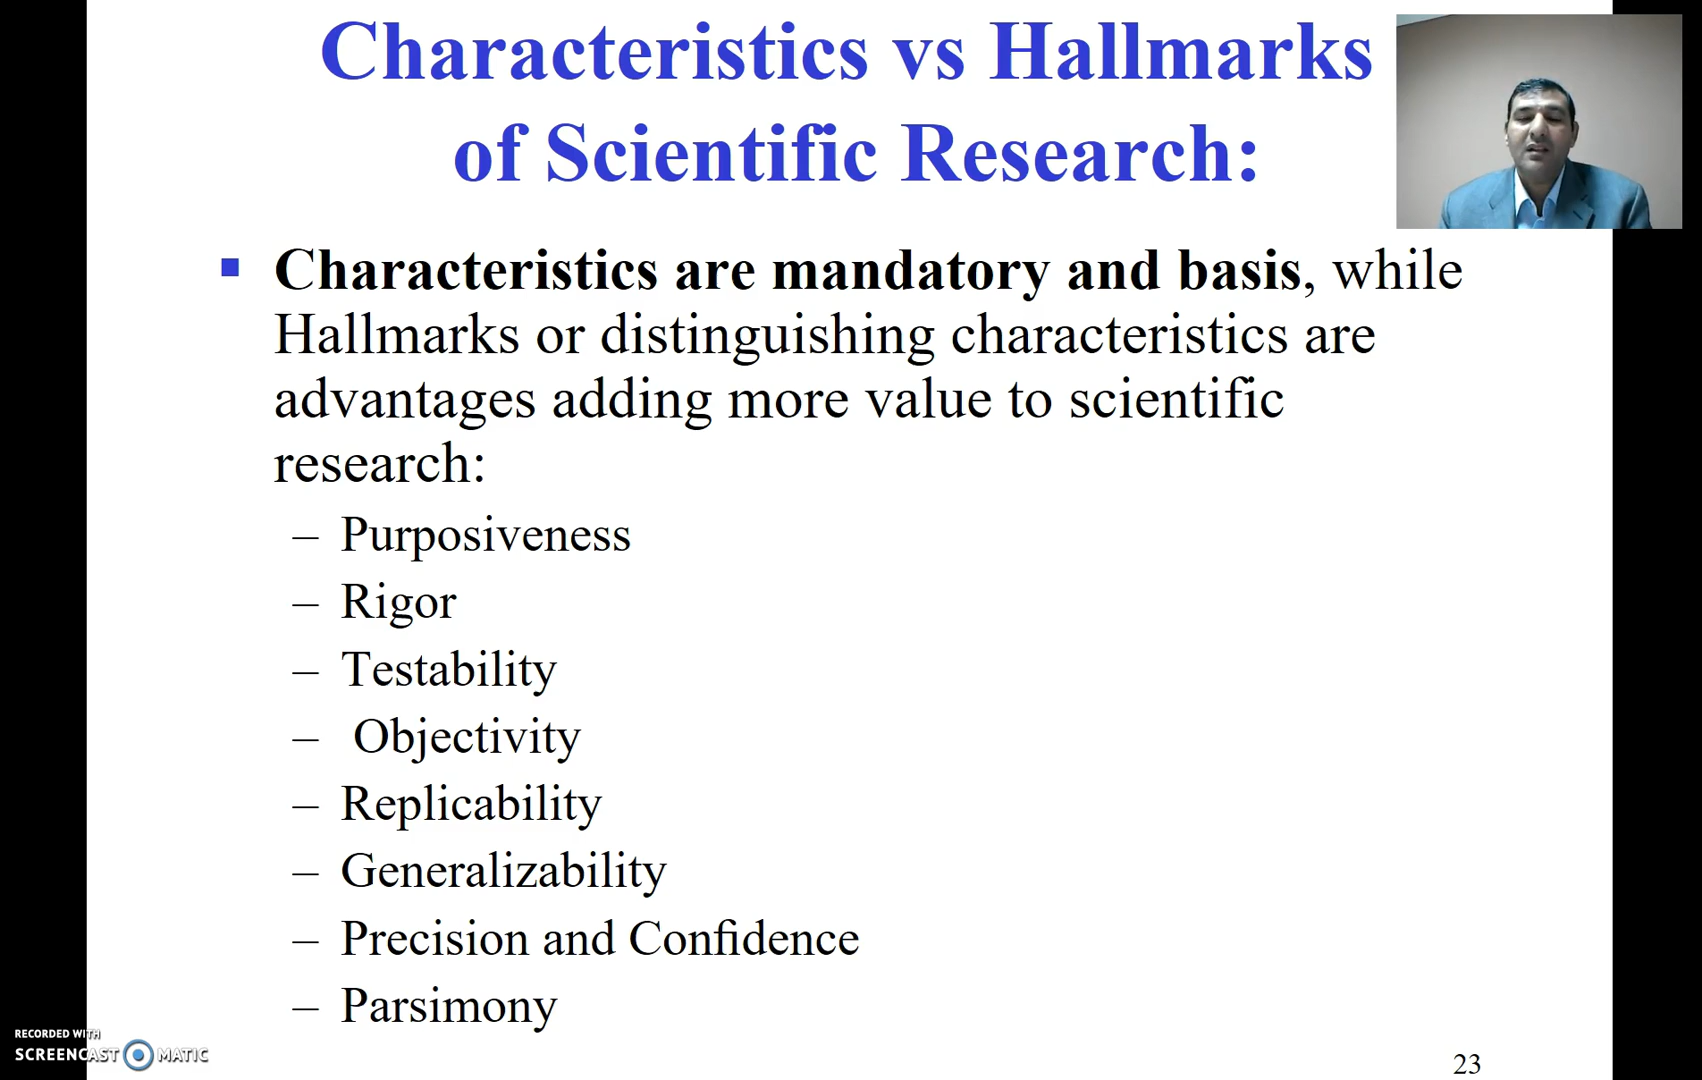 Characteristics vs Hallmarks
of Scientific Research:
▪ Characteristics are mandatory and basis, while
Hallmarks or distinguishing characteristics are
advantages adding more value to scientific
research:
– Purposiveness
– Rigor
– Testability
– Objectivity
– Replicability
– Generalizability
– Precision and Confidence
– Parsimony
RECORDED WITH
SCREENCAST MATIC
23